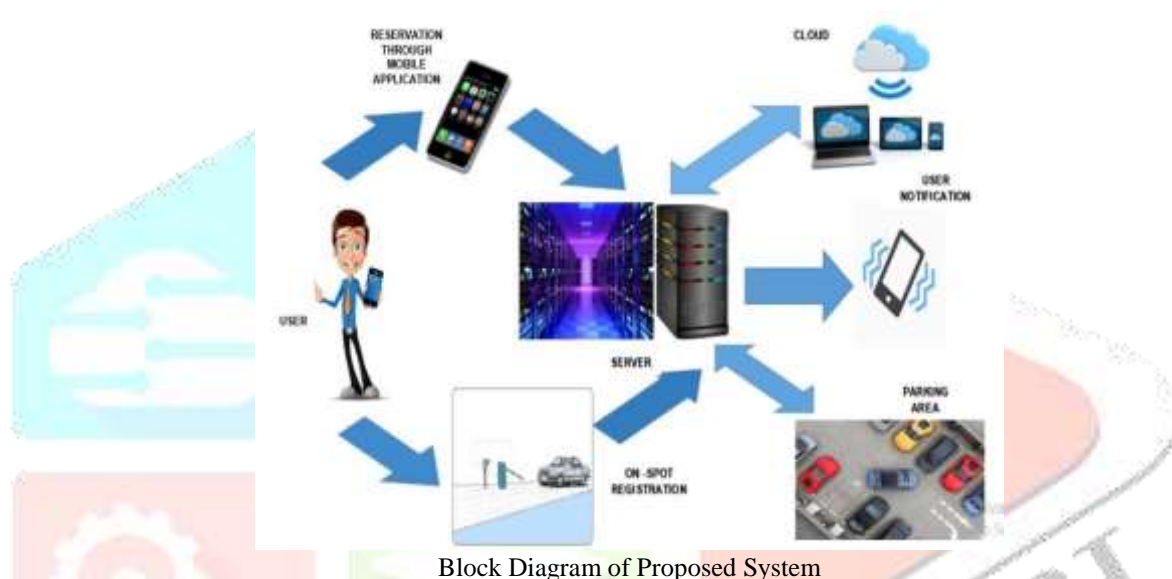 RESERVATION
THROUGH
MOBILE
APPLICATION
CLOUD
USER
NOTIFICATION
USER
SERVER
PARKING
AREA
ON -SPOT
REGISTRATION
Block Diagram of Proposed System